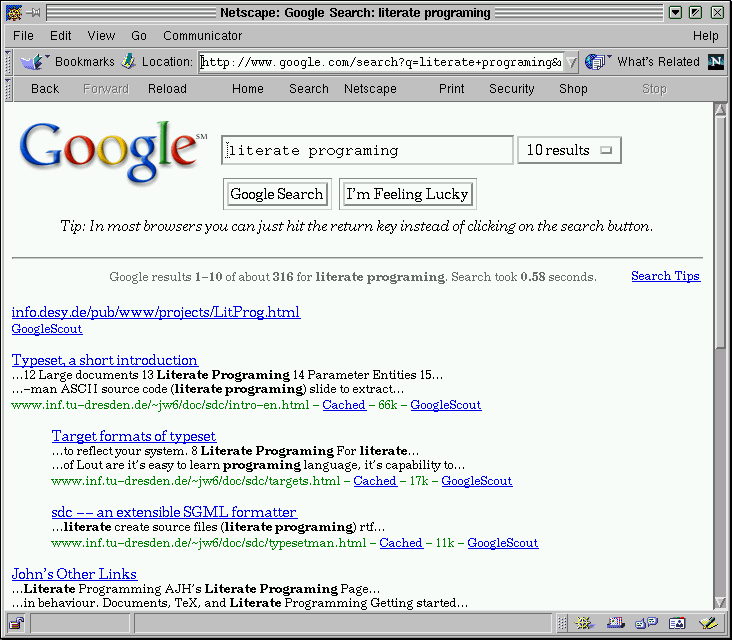 Netscape: Google Search: literate programing
File Edit View Go Communicator Help
Bookmarks Location: http://www.google.com/search?q=literate+programing& What's Related N
Back Forward Reload Home Search Netscape Print Security Shop Stop
Google SM
literate programing 10 results
Google Search I'm Feeling Lucky
Tip: In most browsers you can just hit the return key instead of clicking on the search button.
Google results 1-10 of about 316 for literate programing. Search took 0.58 seconds. Search Tips
info.desy.de/pub/www/projects/LitProg.html
GoogleScout
Typeset, a short introduction
...12 Large documents 13 Literate Programing 14 Parameter Entities 15...
...-man ASCII source code (literate programing) slide to extract...
www.inf.tu-dresden.de/~jw6/doc/sdc/intro-en.html - Cached - 66k - GoogleScout
Target formats of typeset
...to reflect your system. 8 Literate Programing For literate...
...of Lout are it's easy to learn programing language, it's capability to...
www.inf.tu-dresden.de/~jw6/doc/sdc/targets.html - Cached - 17k - GoogleScout
sdc -- an extensible SGML formatter
...literate create source files (literate programing) rtf...
www.inf.tu-dresden.de/~jw6/doc/sdc/typesetman.html - Cached - 11k - GoogleScout
John's Other Links
...Literate Programming AJH's Literate Programing Page...
...in behaviour. Documents, TeX, and Literate Programming Getting started...